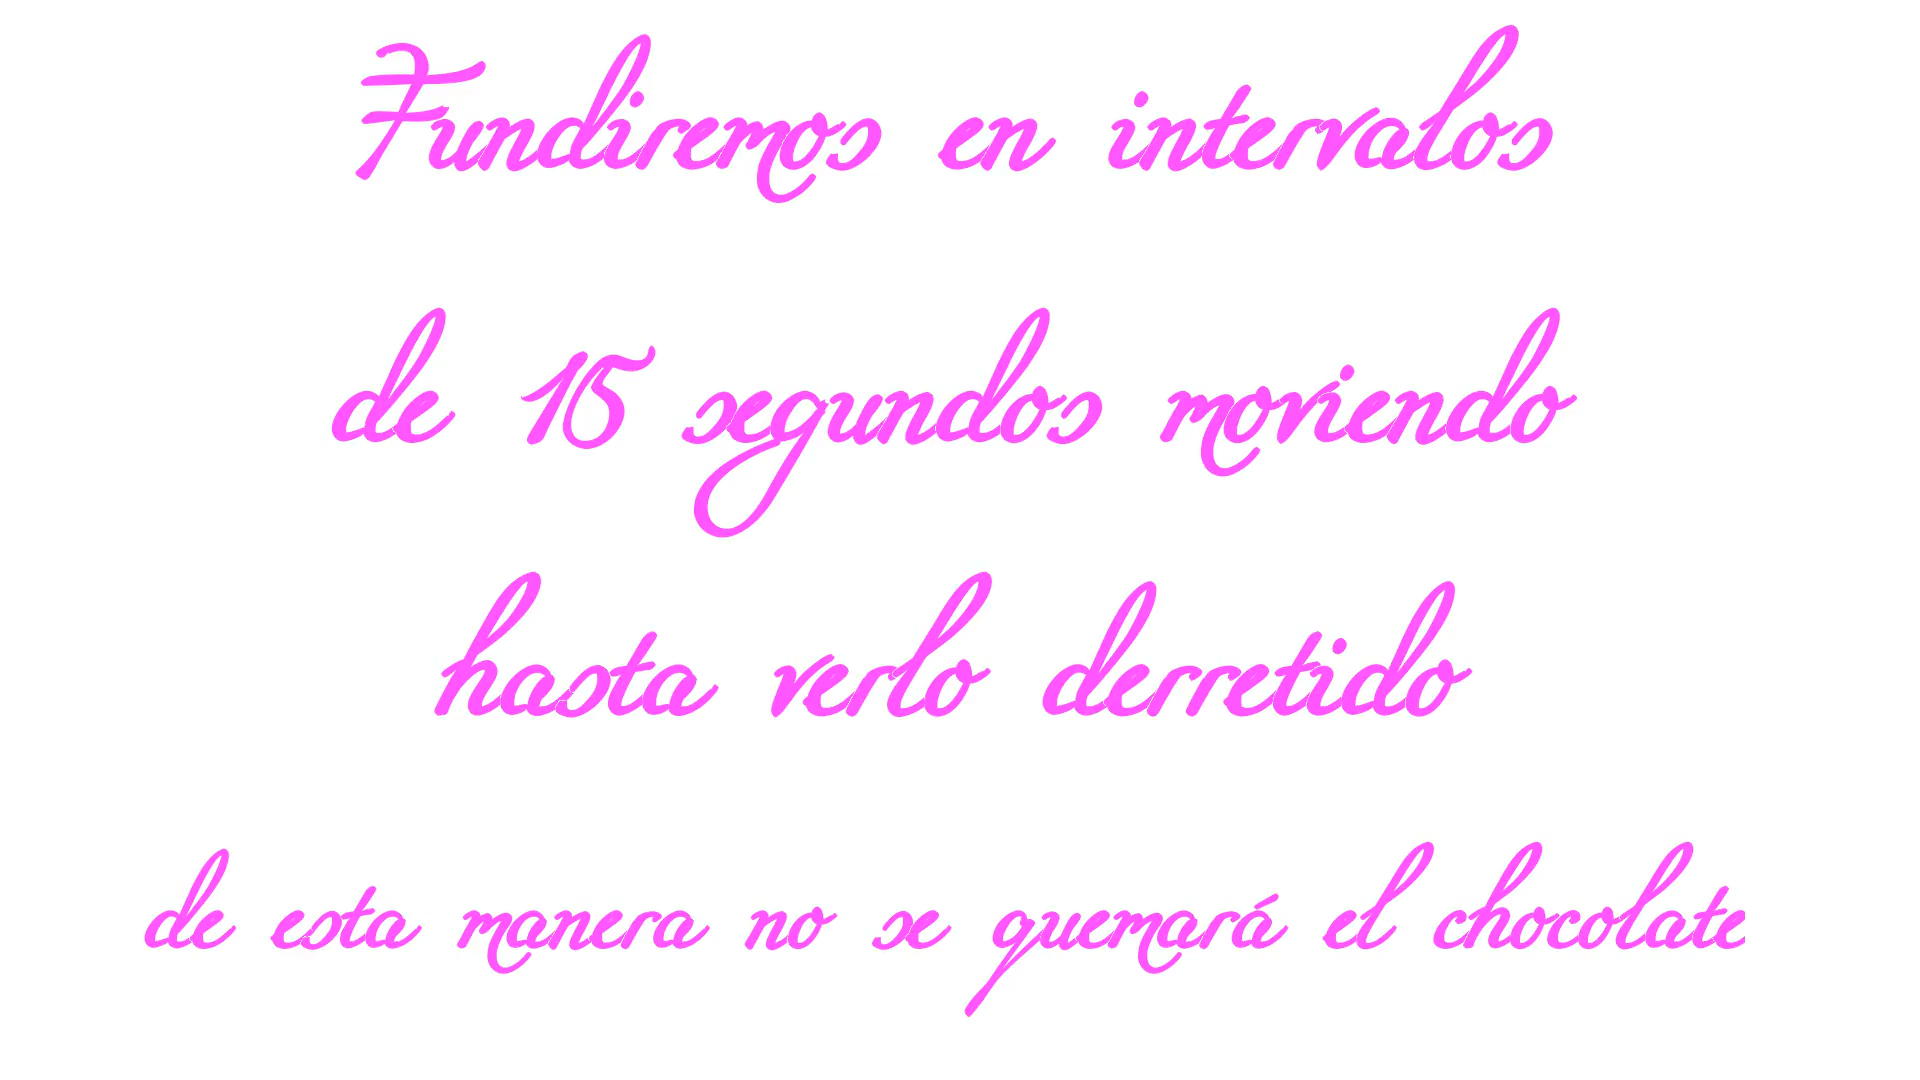 Fundiremos en intervalos
de 15 segundos moviendo
hasta verlo derretido
de esta manera no se quemará el chocolate